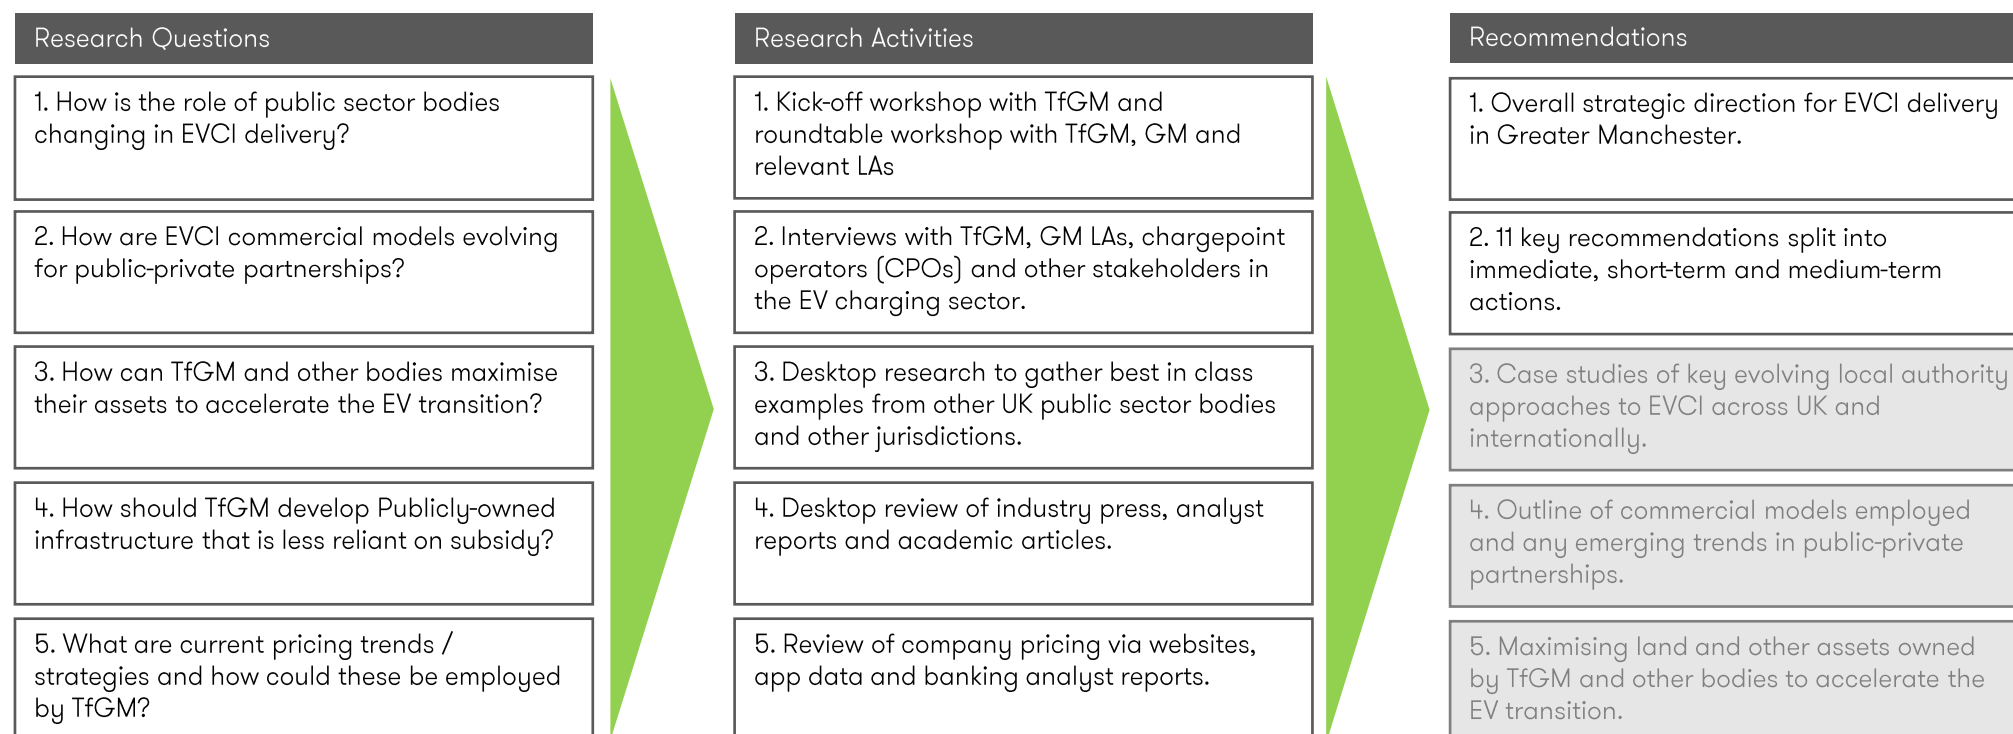 Research Questions
1. How is the role of public sector bodies
changing in EVCI delivery?
2. How are EVCI commercial models evolving
for public-private partnerships?
3. How can TfGM and other bodies maximise
their assets to accelerate the EV transition?
4. How should TfGM develop Publicly-owned
infrastructure that is less reliant on subsidy?
5. What are current pricing trends /
strategies and how could these be employed
by TfGM?
Research Activities
1. Kick-off workshop with TfGM and
roundtable workshop with TfGM, GM and
relevant LAs
2. Interviews with TfGM, GM LAs, chargepoint
operators (CPOs) and other stakeholders in
the EV charging sector.
3. Desktop research to gather best in class
examples from other UK public sector bodies
and other jurisdictions.
4. Desktop review of industry press, analyst
reports and academic articles.
5. Review of company pricing via websites,
app data and banking analyst reports.
Recommendations
1. Overall strategic direction for EVCI delivery
in Greater Manchester.
2. 11 key recommendations split into
immediate, short-term and medium-term
actions.
3. Case studies of key evolving local authority
approaches to EVCI across UK and
internationally.
4. Outline of commercial models employed
and any emerging trends in public-private
partnerships.
5. Maximising land and other assets owned
by TfGM and other bodies to accelerate the
EV transition.